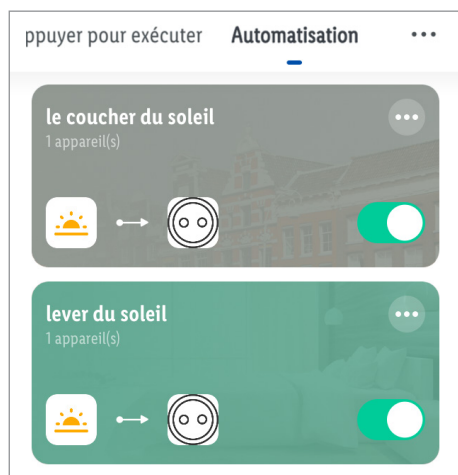 ppuyer pour exécuter Automatisation
le coucher du soleil
1 appareil(s)
lever du soleil
1 appareil(s)